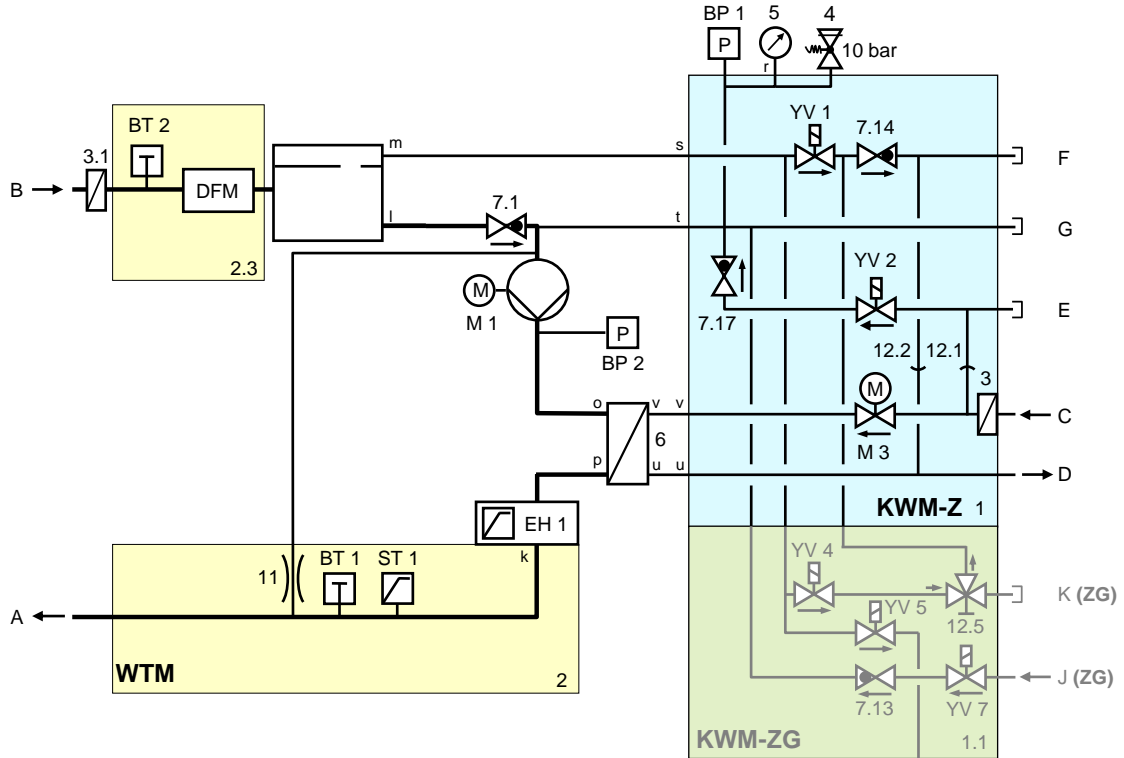 BP 1
5
4
P
r
10 bar
YV 1
7.14
BT 2
3.1
m
s
F
B
DFM
l
7.1
t
G
2.3
YV 2
M
M 1
7.17
E
P
BP 2
12.2
12.1
3
M
o
v
v
C
6
M 3
p
u
u
D
KWM-Z
1
EH 1
k
BT 1
ST 1
11
YV 4
YV 5
K (ZG)
12.5
A
WTM
2
J (ZG)
7.13
YV 7
KWM-ZG
1.1